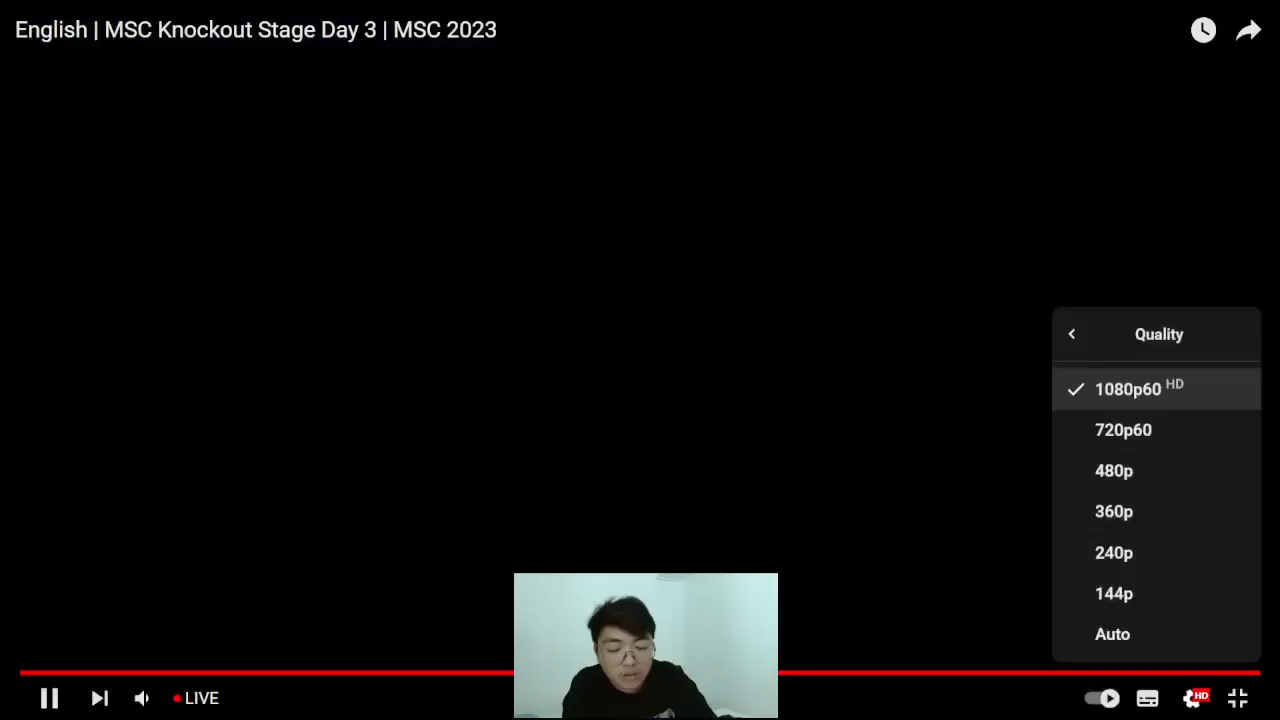 English | MSC Knockout Stage Day 3 | MSC 2023
Quality
1080p60 HD
720p60
480p
360p
240p
144p
Auto
LIVE
HD